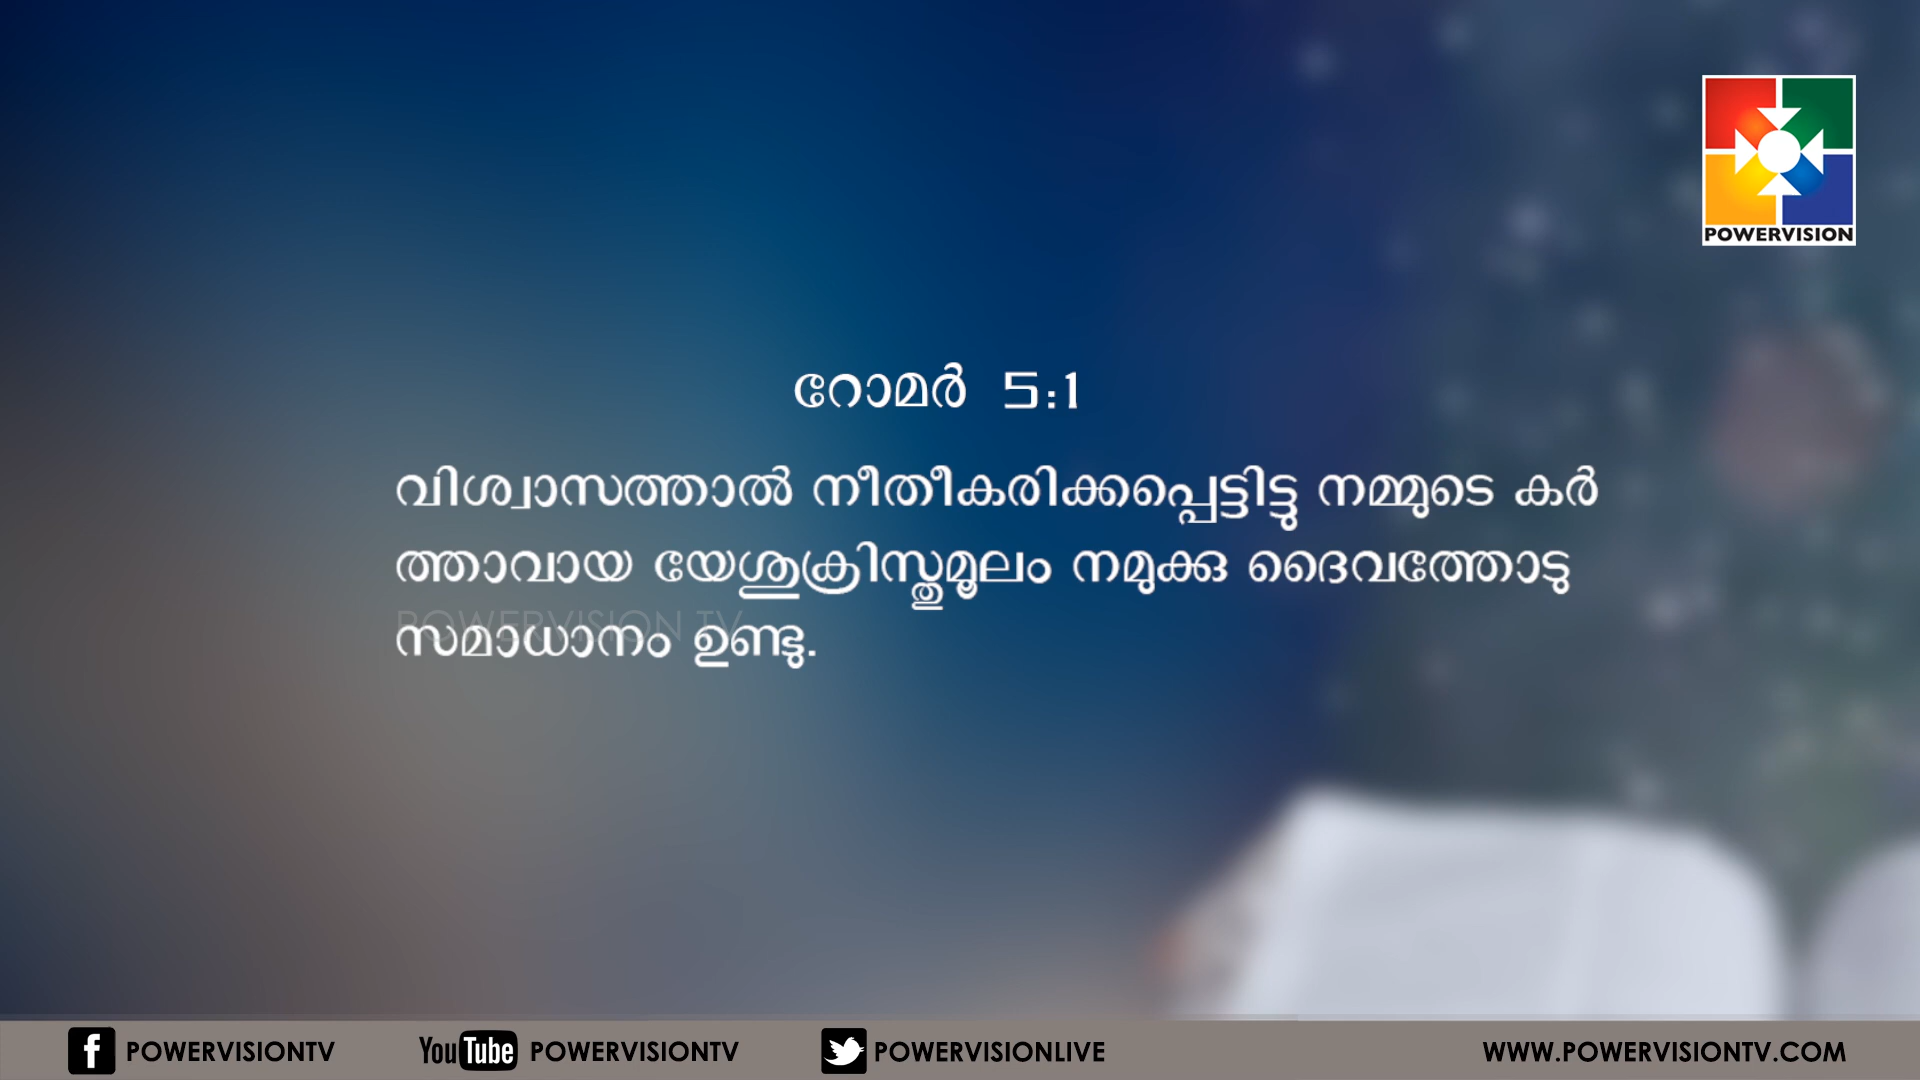 POWERVISION
റോമർ 5:1
വിശ്വാസത്താൽ നീതീകരിക്കപ്പെട്ടിട്ടു നമ്മുടെ കർ
ത്താവായ യേശുക്രിസ്തുമൂലം നമുക്കു ദൈവത്തോടു
POWERVISION TV
സമാധാനം ഉണ്ടു.
f POWERVISIONTV YouTube POWERVISIONTV POWERVISIONLIVE WWW.POWERVISIONTV.COM